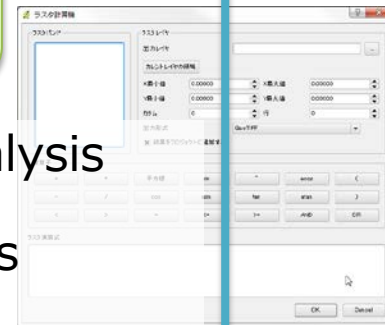 ラスタ計算機
ラスタバンド
ラスタレイヤ
出力レイヤ
...
カレントレイヤの領域
X最小値 0.00000 X最大値 0.00000
Y最小値 0.00000 Y最大値 0.00000
カラム 0 行 0
出力形式 GeoTIFF
結果をプロジェクトに追加する
lysis
+ * 平方根 sin ^ acos (
- / cos asin tan atan )
< > = <= >= AND OR
s
ラスタ演算式
OK Cancel